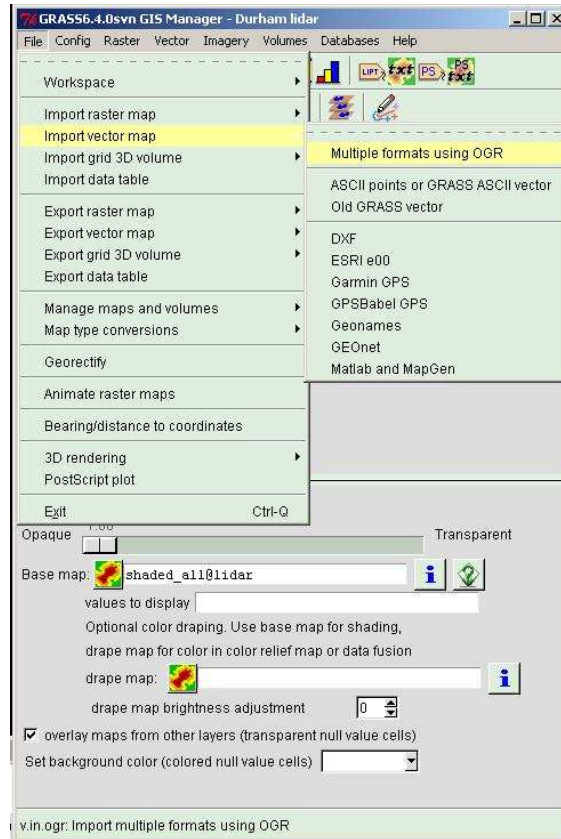 GRASS6.4.0svn GIS Manager - Durham lidar
File Config Raster Vector Imagery Volumes Databases Help
Workspace
Import raster map
Import vector map
Import grid 3D volume
Import data table
Export raster map
Export vector map
Export grid 3D volume
Export data table
Manage maps and volumes
Map type conversions
Georectify
Animate raster maps
Bearing/distance to coordinates
3D rendering
PostScript plot
Exit Ctrl-Q
LIPT txt PS PS txt
Multiple formats using OGR
ASCII points or GRASS ASCII vector
Old GRASS vector
DXF
ESRI e00
Garmin GPS
GPSBabel GPS
Geonames
GEOnet
Matlab and MapGen
1.00
Opaque Transparent
Base map: shaded_all@lidar
values to display
Optional color draping. Use base map for shading,
drape map for color in color relief map or data fusion
drape map:
drape map brightness adjustment 0
overlay maps from other layers (transparent null value cells)
Set background color (colored null value cells)
v.in.ogr: Import multiple formats using OGR